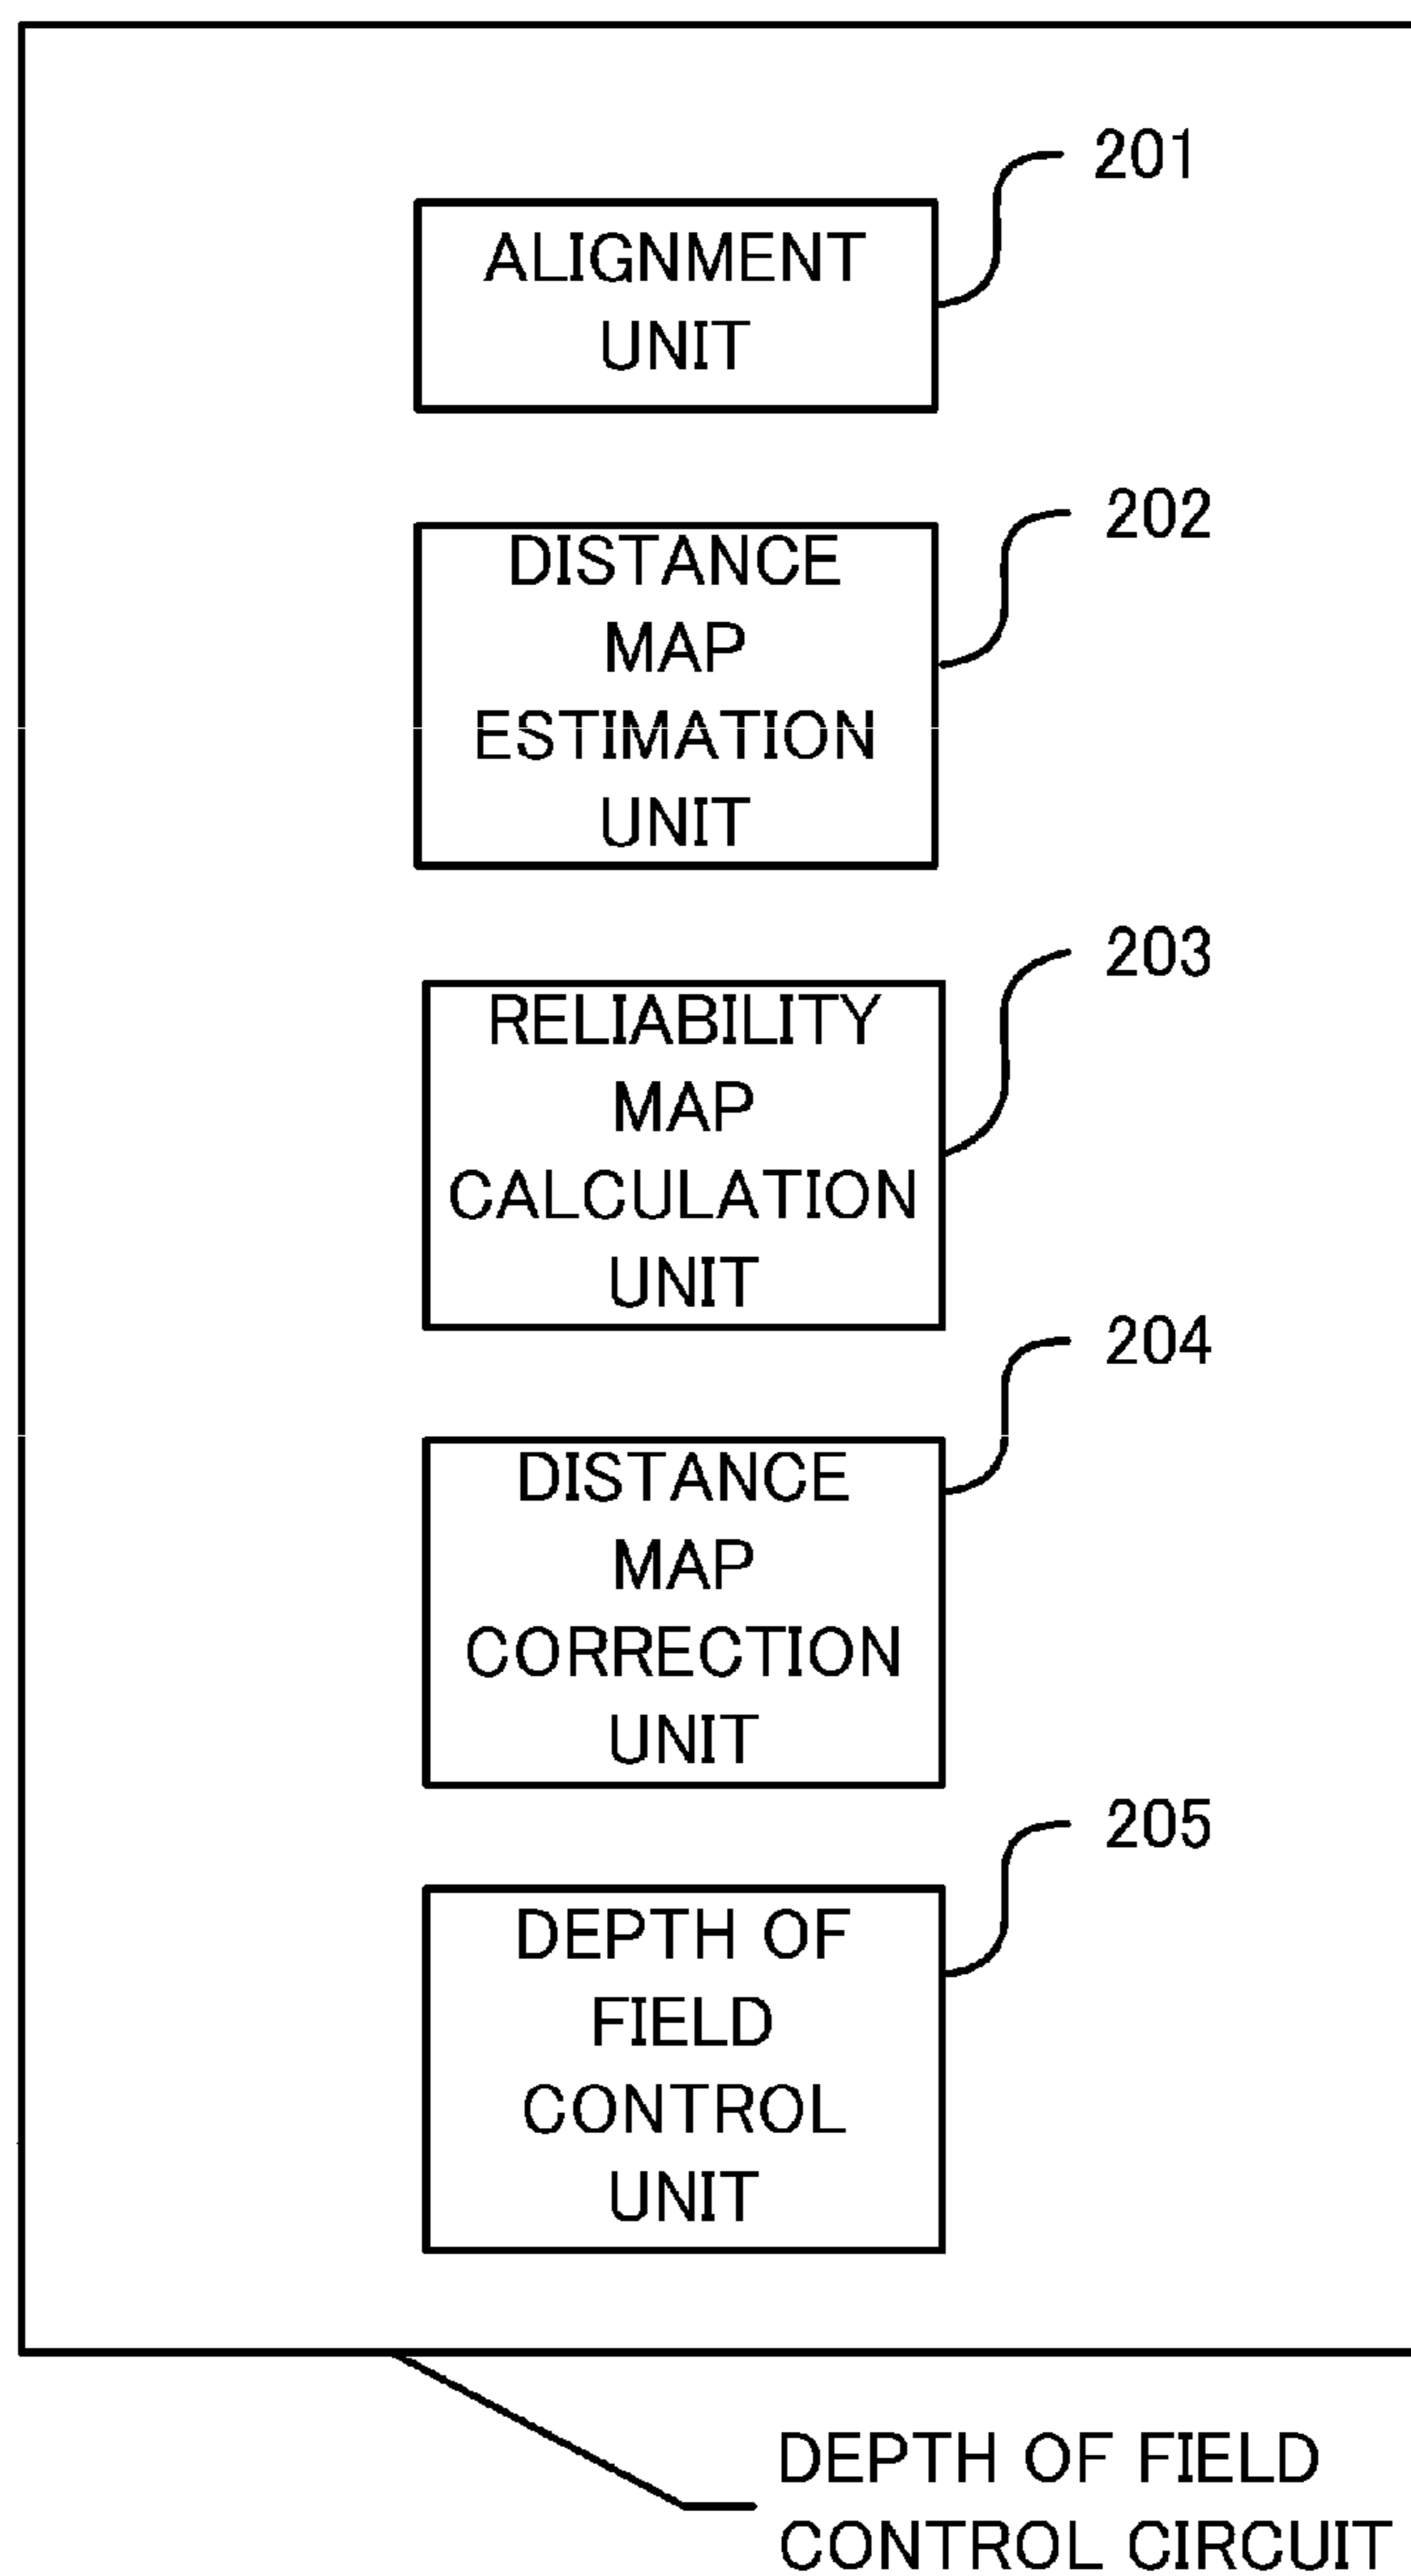 201
ALIGNMENT
UNIT
202
DISTANCE
MAP
ESTIMATION
UNIT
203
RELIABILITY
MAP
CALCULATION
UNIT
204
DISTANCE
MAP
CORRECTION
UNIT
205
DEPTH OF
FIELD
CONTROL
UNIT
DEPTH OF FIELD
CONTROL CIRCUIT